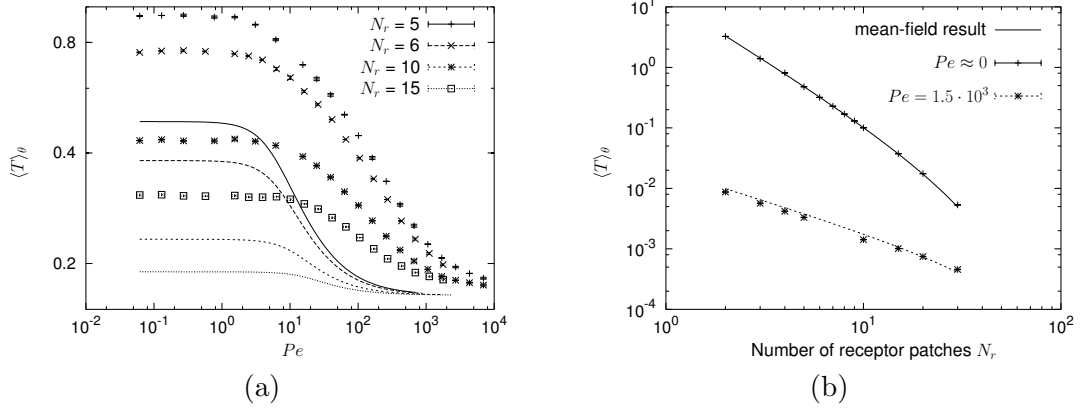 ⟨T⟩θ
0.8
0.4
0.2
10^-2
10^-1
10^0
10^1
10^2
10^3
10^4
Pe
N_r = 5
N_r = 6
N_r = 10
N_r = 15
(a)
⟨T⟩θ
10^1
10^0
10^-1
10^-2
10^-3
10^-4
10^0
10^1
10^2
Number of receptor patches N_r
mean-field result
Pe ≈ 0
Pe = 1.5 · 10^3
(b)